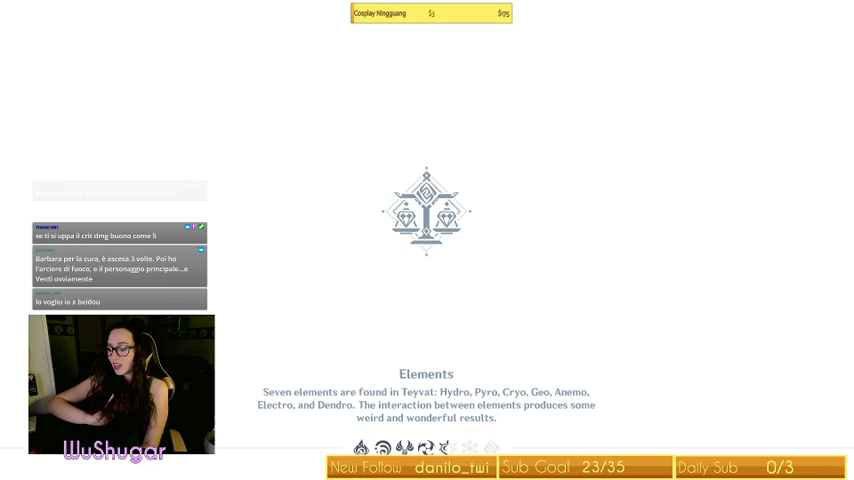 Cosplay Ningguang $3 $175
se ti si uppa il crit dmg buono come 5
Barbara per la cura, è ascesa 3 volte. Poi ho
l'arciere di fuoco, e il personaggio principale...e
Venti ovviamente
lo voglio io x beidou
Elements
Seven elements are found in Teyvat: Hydro, Pyro, Cryo, Geo, Anemo,
Electro, and Dendro. The interaction between elements produces some
weird and wonderful results.
WuShugar
New Follow danilo_twi Sub Goal 23/35 Daily Sub 0/3